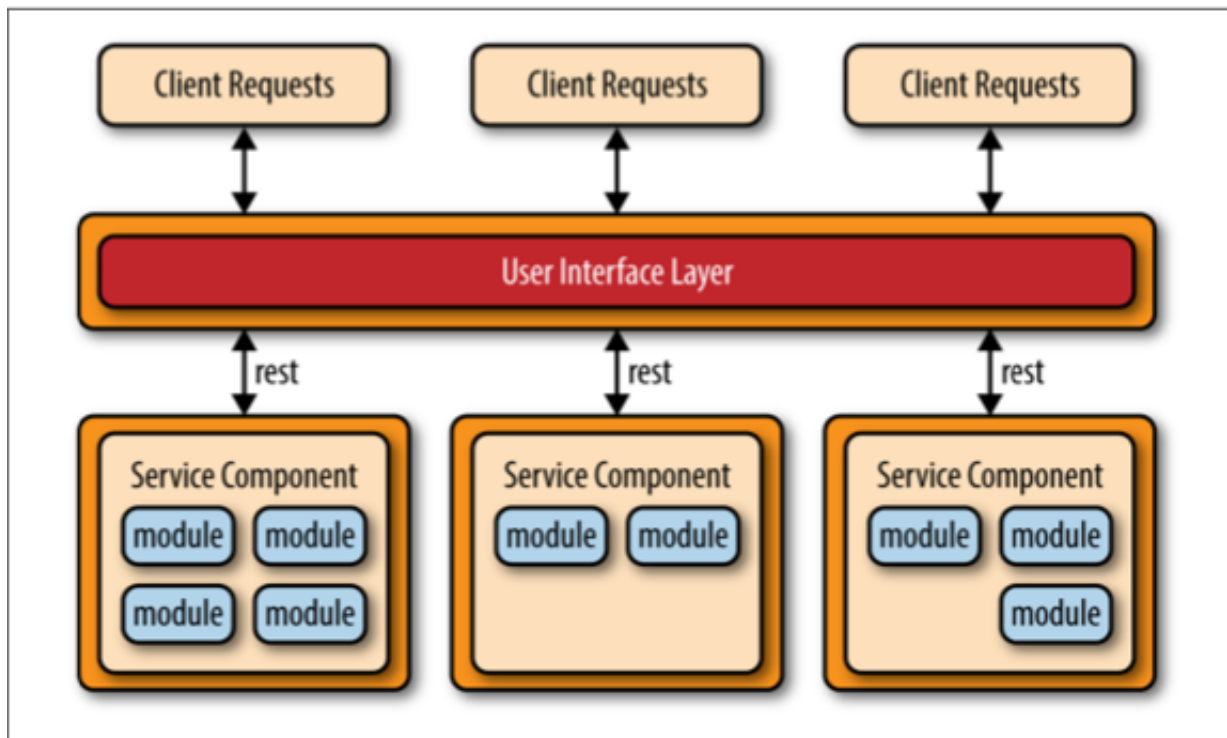 Client Requests
Client Requests
Client Requests
User Interface Layer
rest
rest
rest
Service Component
module module
module module
Service Component
module module
Service Component
module module
module